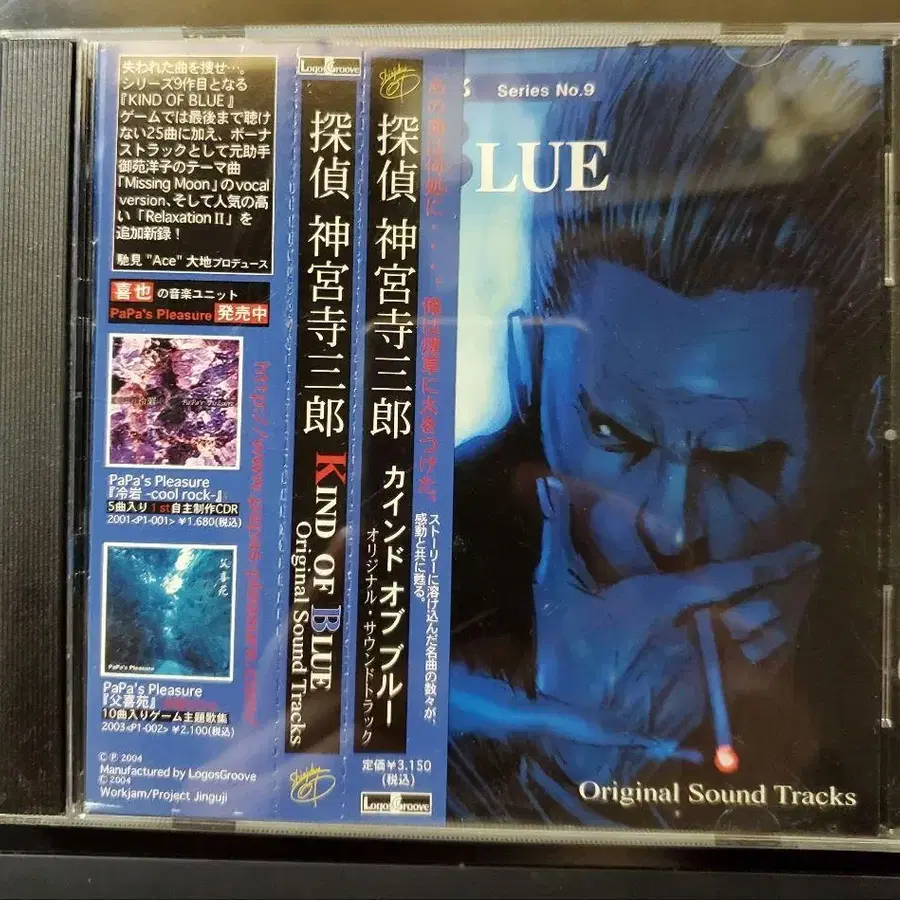 失われた曲を捜せ…。
シリーズ9作目となる
『KIND OF BLUE』
ゲームでは最後まで聴け
ない25曲に加え、ボーナ
ストラックとして元助手
御苑洋子のテーマ曲
「Missing Moon」のvocal
version、そして人気の高
い「Relaxation II」を
追加新録！
馳見 "Ace" 大地プロデュース
喜也の音楽ユニット
PaPa's Pleasure 発売中
PaPa's Pleasure
『冷岩 -cool rock-』
5曲入り1st自主制作CDR
2001<P1-001> ¥1,680(税込)
父喜苑
PaPa's Pleasure
PaPa's Pleasure
『父喜苑』
10曲入りゲーム主題歌集
2003<P1-002> ¥2,100(税込)
© ℗ 2004
Manufactured by LogosGroove
© 2004
Workjam/Project Jinguji
LogosGroove
探偵 神宮寺三郎
KIND OF BLUE
Original Sound Tracks
Shinjuku
探偵 神宮寺三郎
カインド オブ ブルー
オリジナル・サウンドトラック
LogosGroove
ストーリーに溶け込んだ名曲の数々が、
感動と共に甦る。
定価¥3,150
(税込)
Series No.9
LUE
Original Sound Tracks